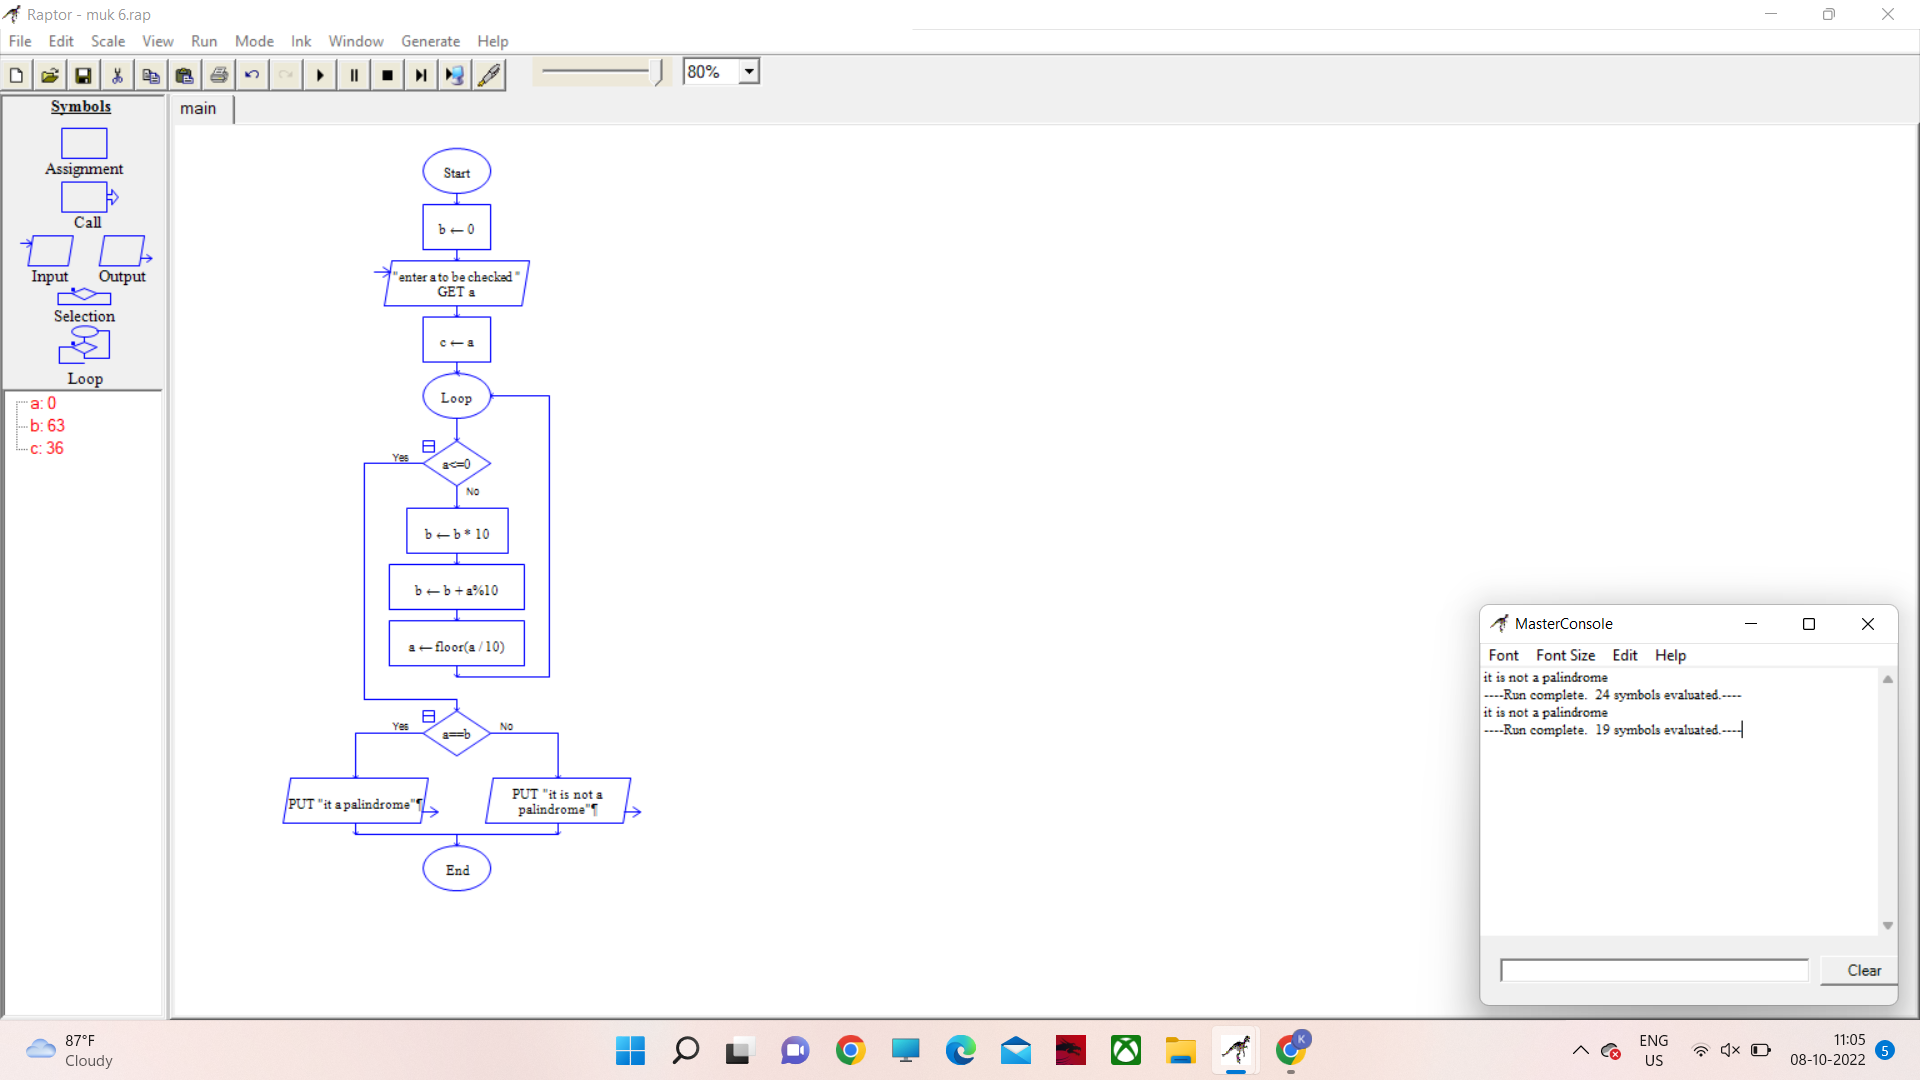 Raptor - muk 6.rap
File Edit Scale View Run Mode Ink Window Generate Help
80%
Symbols
main
Assignment
Call
Input Output
Selection
Loop
a: 0
b: 63
c: 36
Start
b ← 0
"enter a to be checked "
GET a
c ← a
Loop
Yes
a<=0
No
b ← b * 10
b ← b + a%10
a ← floor(a / 10)
Yes
a==b
No
PUT "it a palindrome"¶
PUT "it is not a
palindrome"¶
End
MasterConsole
Font Font Size Edit Help
it is not a palindrome
----Run complete.  24 symbols evaluated.----
it is not a palindrome
----Run complete.  19 symbols evaluated.----
Clear
87°F
Cloudy
K
ENG
US
11:05
08-10-2022
5